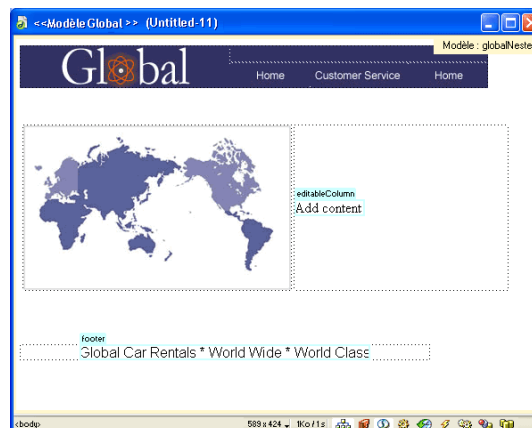 <<Modèle Global >> (Untitled-11)
Modèle : globalNeste
Global
Home Customer Service Home
editableColumn
Add content
footer
Global Car Rentals * World Wide * World Class
<body>
589 x 424 1Ko / 1s